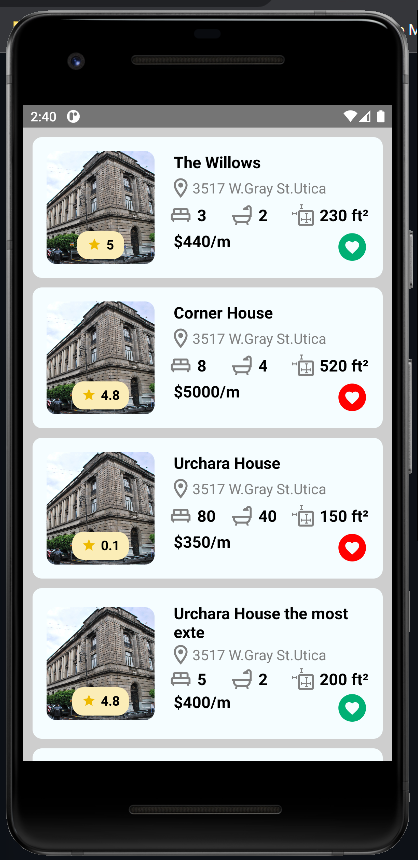 2:40
The Willows
3517 W.Gray St.Utica
3 2 230 ft²
5
$440/m
Corner House
3517 W.Gray St.Utica
8 4 520 ft²
4.8
$5000/m
Urchara House
3517 W.Gray St.Utica
80 40 150 ft²
0.1
$350/m
Urchara House the most
exte
3517 W.Gray St.Utica
5 2 200 ft²
4.8
$400/m